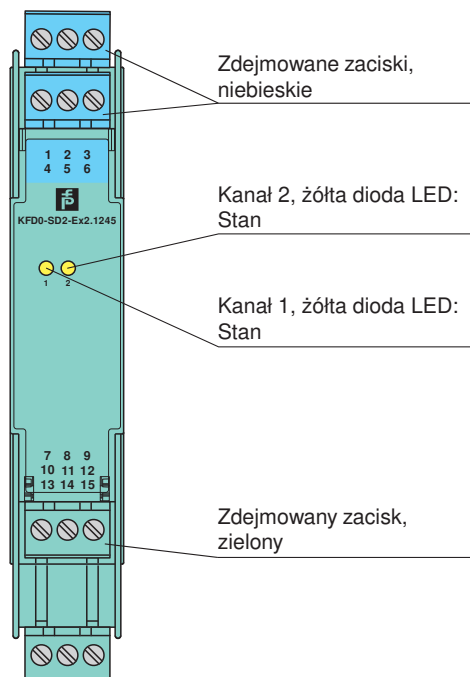 Zdejmowane zaciski,
niebieskie
1 2 3
4 5 6
KFD0-SD2-Ex2.1245
Kanał 2, żółta dioda LED:
Stan
1 2
Kanał 1, żółta dioda LED:
Stan
7 8 9
10 11 12
13 14 15
Zdejmowany zacisk,
zielony